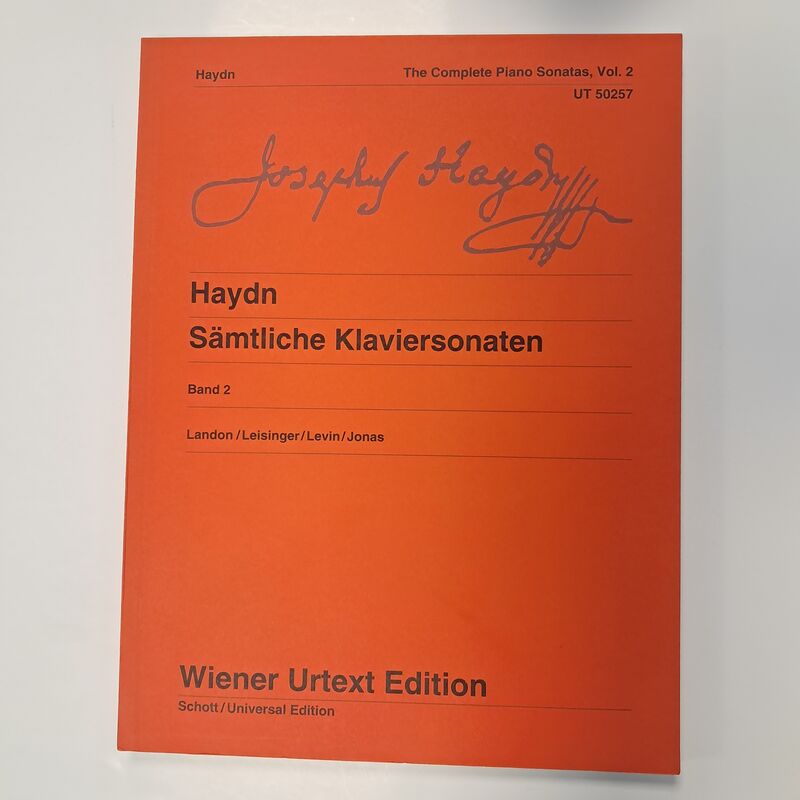 Haydn
The Complete Piano Sonatas, Vol. 2
UT 50257
Joseph Haydn
Haydn
Sämtliche Klaviersonaten
Band 2
Landon/Leisinger/Levin/Jonas
Wiener Urtext Edition
Schott/Universal Edition